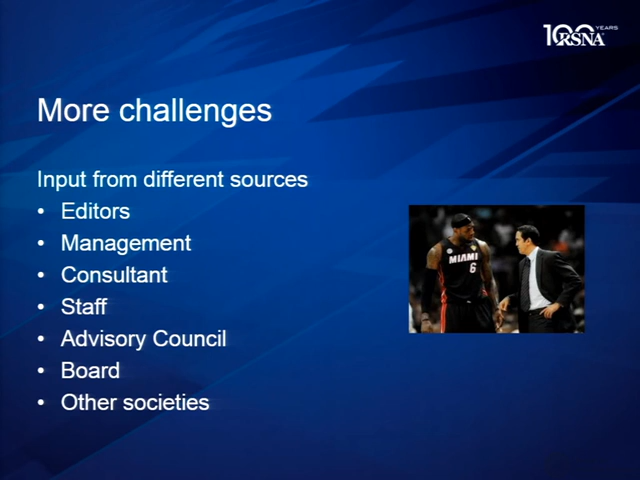 100 YEARS
RSNA
More challenges
Input from different sources
• Editors
• Management
• Consultant
• Staff
• Advisory Council
• Board
• Other societies
MIAMI
6